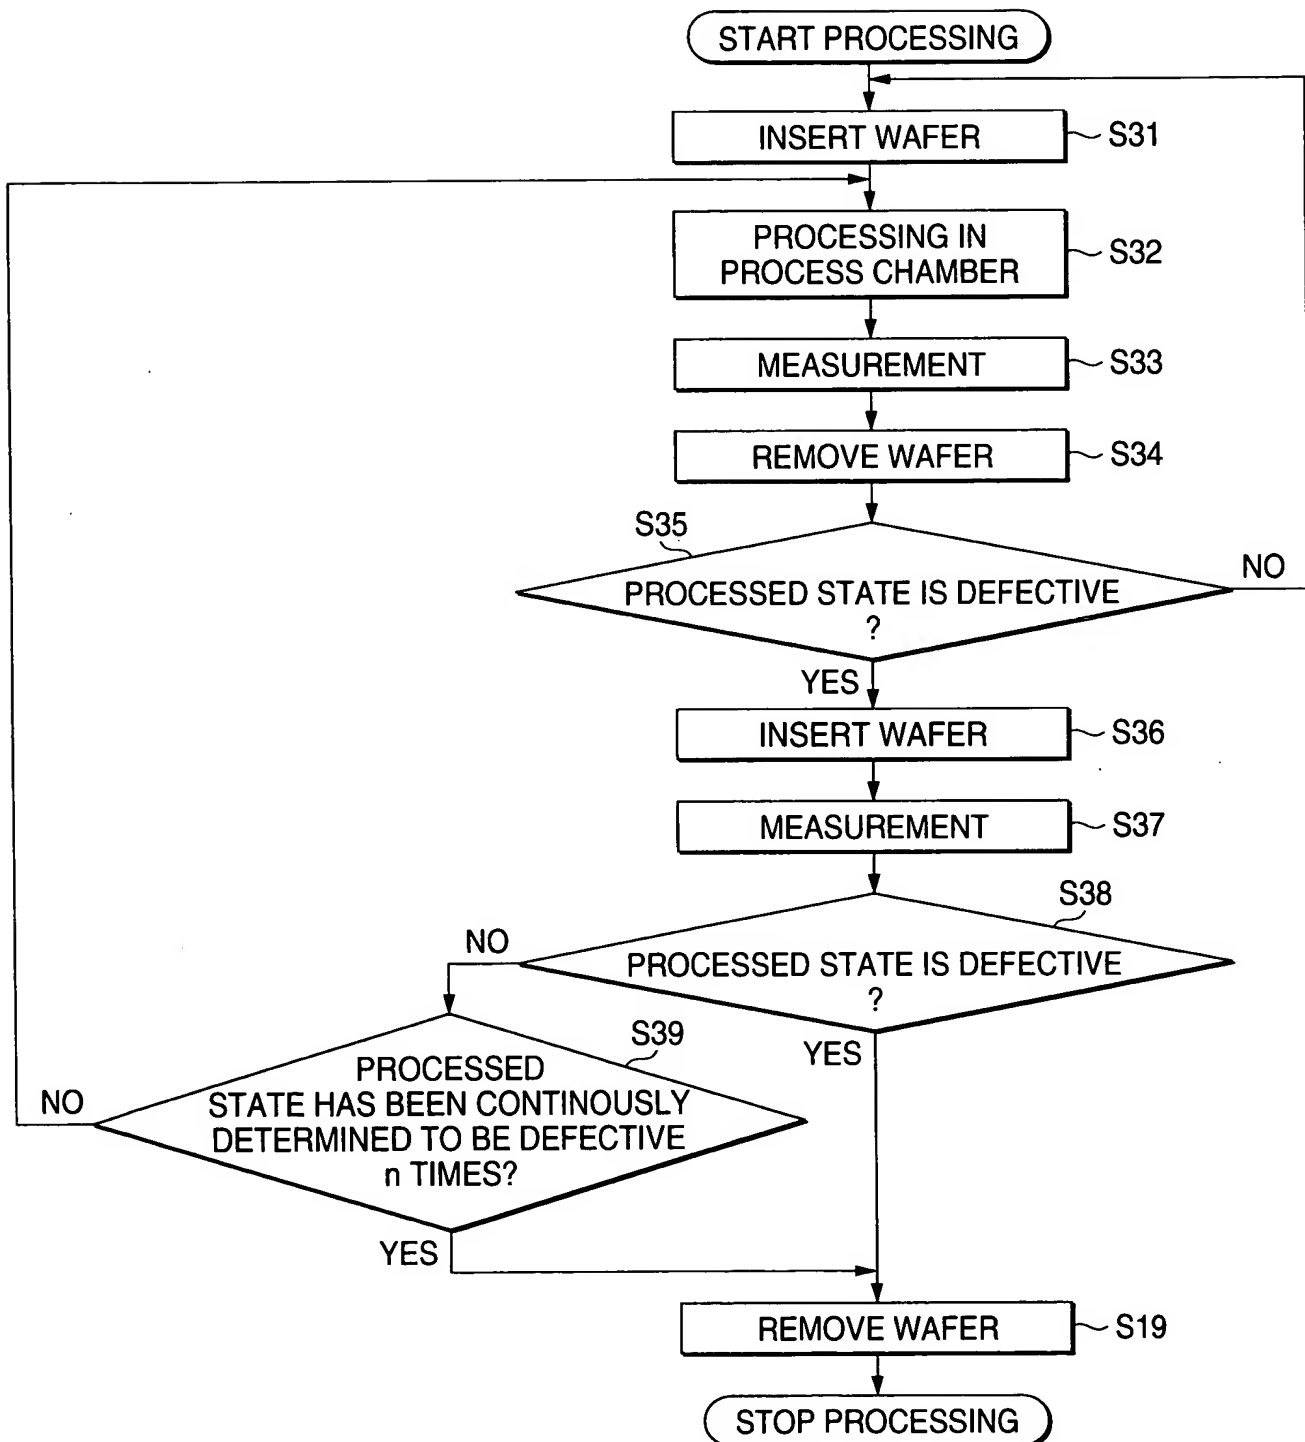 START PROCESSING
INSERT WAFER
S31
PROCESSING IN
PROCESS CHAMBER
S32
MEASUREMENT
S33
REMOVE WAFER
S34
S35
PROCESSED STATE IS DEFECTIVE
?
NO
YES
INSERT WAFER
S36
MEASUREMENT
S37
S38
NO
PROCESSED STATE IS DEFECTIVE
?
YES
S39
PROCESSED
STATE HAS BEEN CONTINOUSLY
DETERMINED TO BE DEFECTIVE
n TIMES?
NO
YES
REMOVE WAFER
S19
STOP PROCESSING